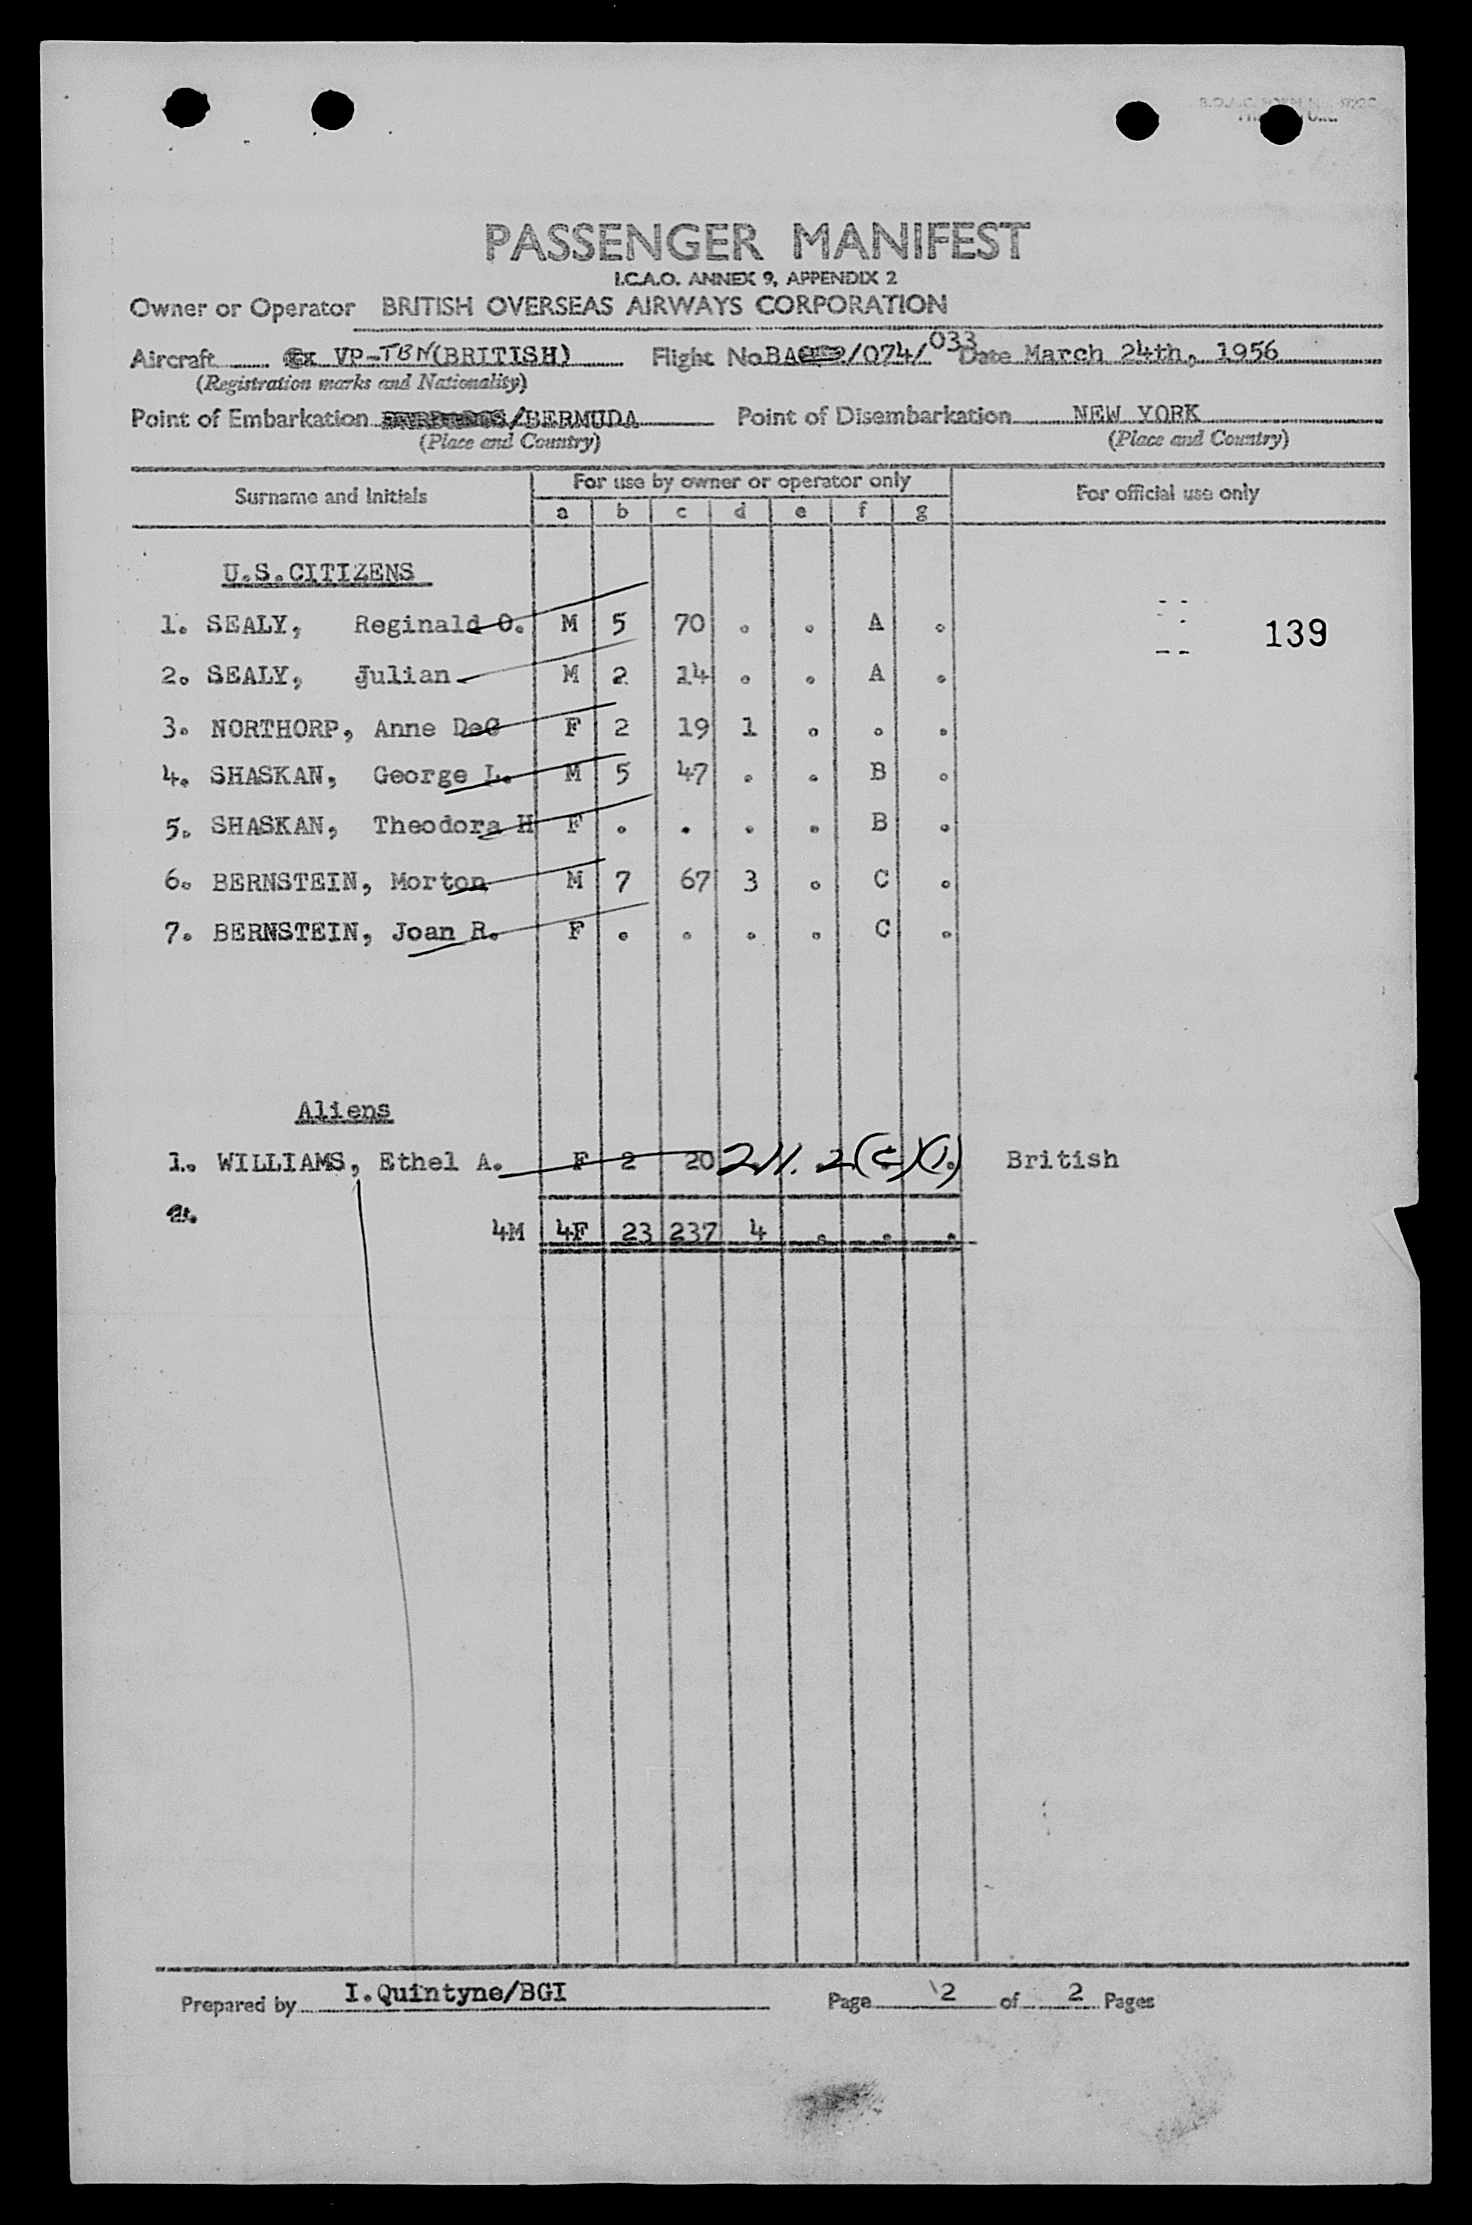 PASSENGER MANIFEST
I.C.A.O. ANNEX 9, APPENDIX 2
Owner or Operator BRITISH OVERSEAS AIRWAYS CORPORATION
Aircraft Ex VP-TBN(BRITISH) Flight No. BA /074/033 Date March 24th, 1956
(Registration marks and Nationality)
Point of Embarkation /BERMUDA Point of Disembarkation NEW YORK
(Place and Country) (Place and Country)
Surname and Initials For use by owner or operator only For official use only
a b c d e f g
U.S.CITIZENS
1. SEALY, Reginald O. M 5 70 . . A . 139
2. SEALY, Julian M 2 14 . . A .
3. NORTHORP, Anne DeC F 2 19 1 . . .
4. SHASKAN, George L. M 5 47 . . B .
5. SHASKAN, Theodora H F . . . . B .
6. BERNSTEIN, Morton M 7 67 3 . C .
7. BERNSTEIN, Joan R. F . . . . C .
Aliens
1. WILLIAMS, Ethel A. F 2 20 British
4M 4F 23 237 4 . . .
Prepared by I.Quintyne/BGI Page 2 of 2 Pages